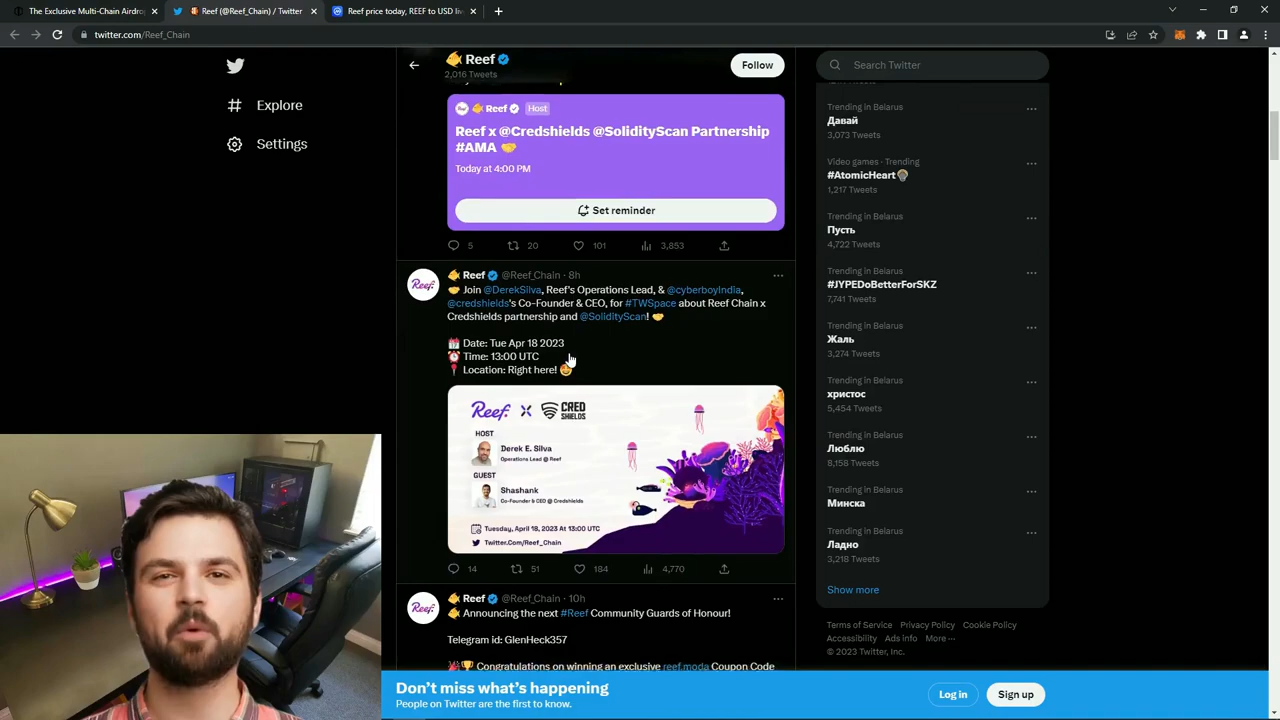 The Exclusive Multi-Chain Airdrop
Reef (@Reef_Chain) / Twitter
Reef price today, REEF to USD liv
twitter.com/Reef_Chain
Explore
Settings
Reef
2,016 Tweets
Follow
Reef Host
Reef x @Credshields @SolidityScan Partnership
#AMA
Today at 4:00 PM
Set reminder
5 20 101 3,853
Reef @Reef_Chain · 8h
Join @DerekSilva, Reef's Operations Lead, & @cyberboyIndia,
@credshields's Co-Founder & CEO, for #TWSpace about Reef Chain x
Credshields partnership and @SolidityScan!
Date: Tue Apr 18 2023
Time: 13:00 UTC
Location: Right here!
Reef. X CRED SHIELDS
HOST
Derek E. Silva
Operations Lead @ Reef
GUEST
Shashank
Co-Founder & CEO @ Credshields
Tuesday, April 18, 2023 At 13:00 UTC
Twitter.Com/Reef_Chain
14 51 184 4,770
Reef @Reef_Chain · 10h
Announcing the next #Reef Community Guards of Honour!
Telegram id: GlenHeck357
Congratulations on winning an exclusive reef.moda Coupon Code
Search Twitter
Trending in Belarus
Давай
3,073 Tweets
Video games · Trending
#AtomicHeart
1,217 Tweets
Trending in Belarus
Пусть
4,722 Tweets
Trending in Belarus
#JYPEDoBetterForSKZ
7,741 Tweets
Trending in Belarus
Жаль
3,274 Tweets
Trending in Belarus
христос
5,454 Tweets
Trending in Belarus
Люблю
8,158 Tweets
Trending in Belarus
Минска
Trending in Belarus
Ладно
3,218 Tweets
Show more
Terms of Service Privacy Policy Cookie Policy
Accessibility Ads info More ···
© 2023 Twitter, Inc.
Don't miss what's happening
People on Twitter are the first to know.
Log in
Sign up